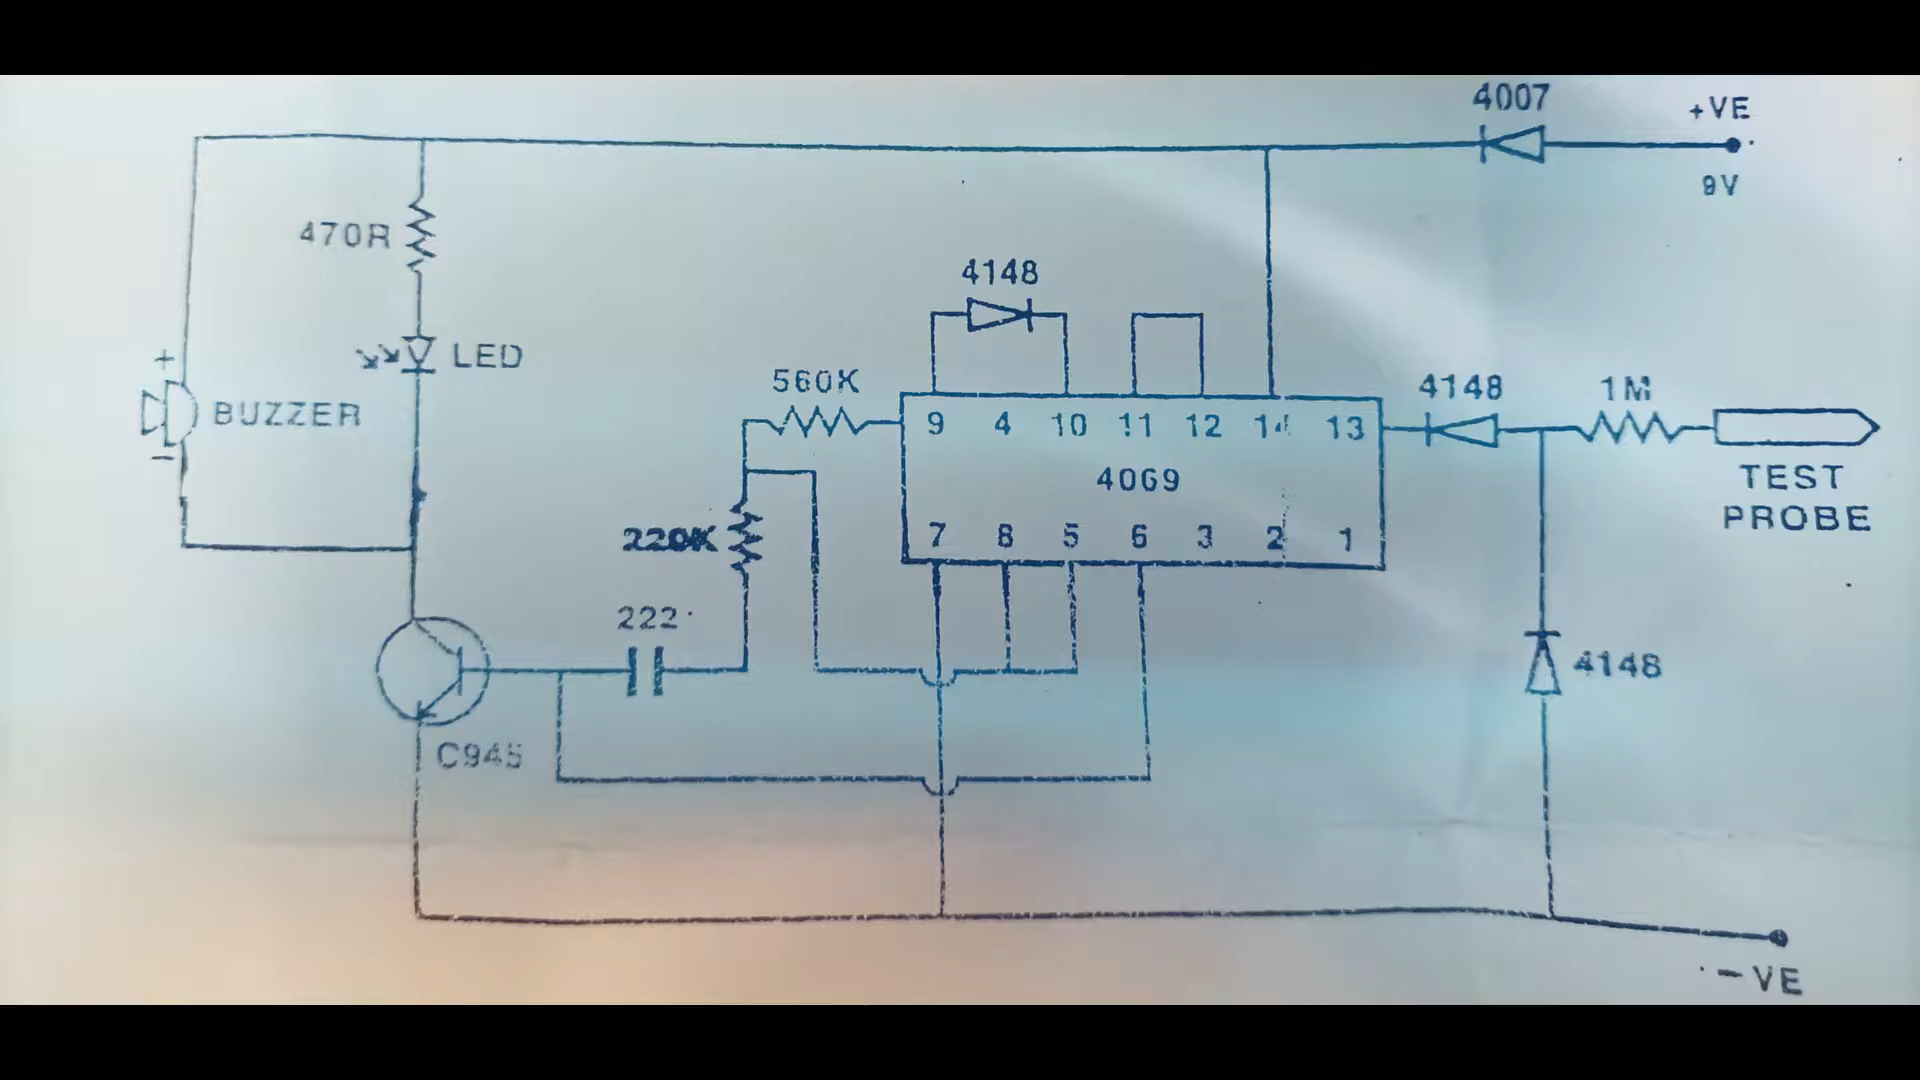 4007
+VE
9V
470R
4148
LED
560K
4148
1M
+
BUZZER
-
9 4 10 11 12 14 13
4069
TEST
PROBE
220K
7 8 5 6 3 2 1
222
4148
C945
-VE